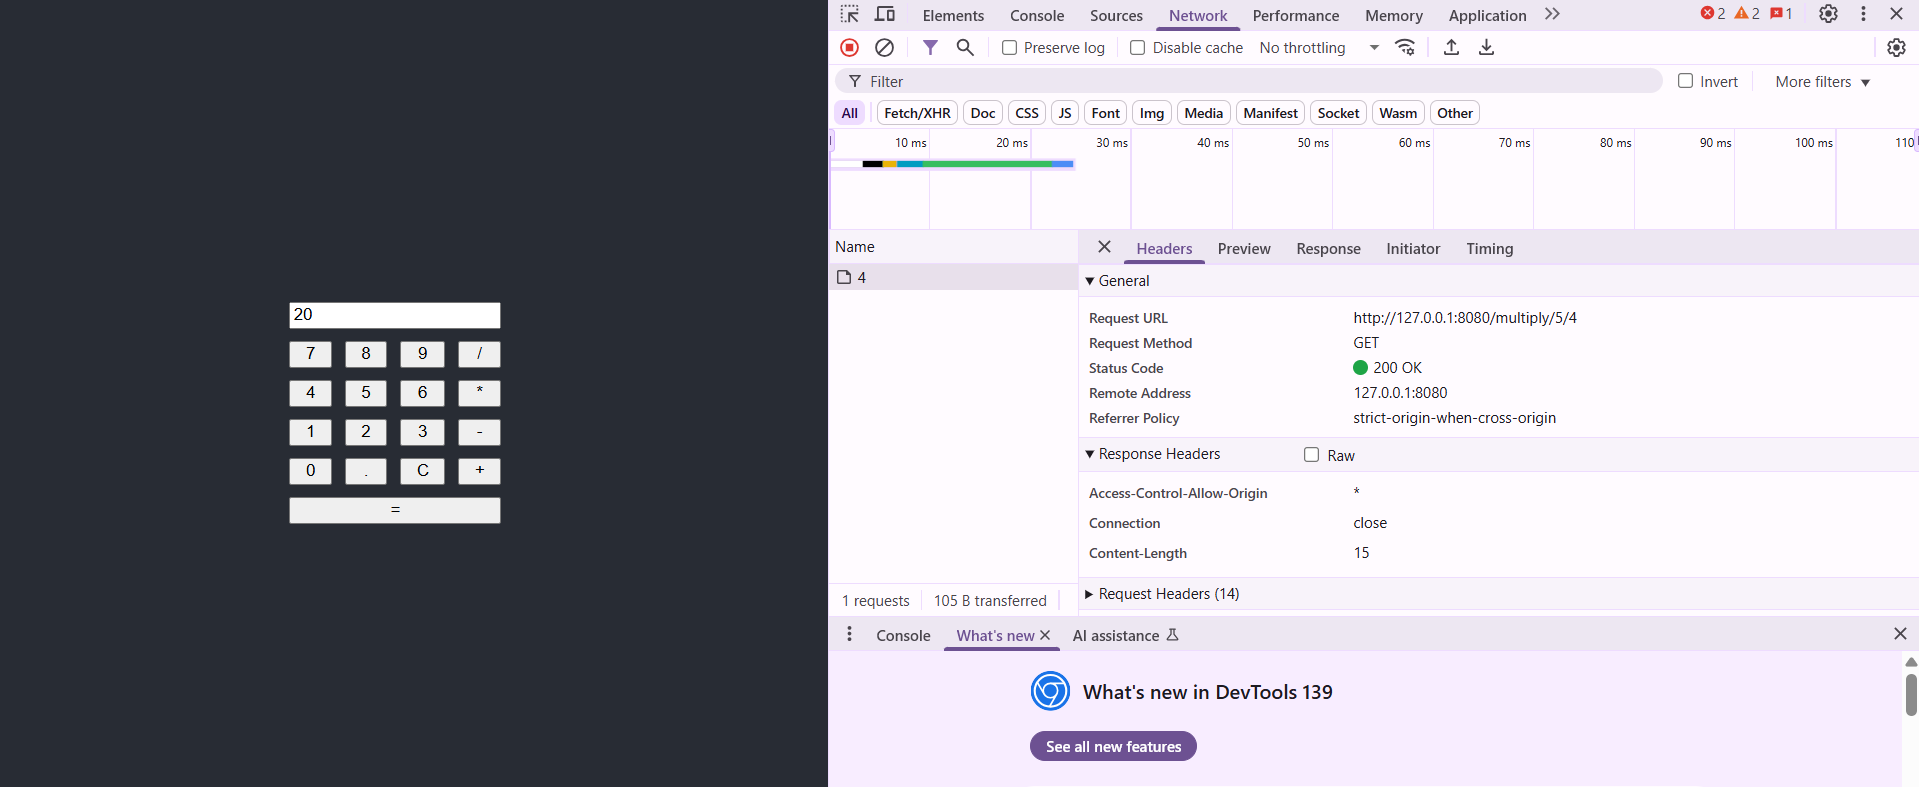 20
7 8 9 /
4 5 6 *
1 2 3 -
0 . C +
=
Elements Console Sources Network Performance Memory Application 2 2 1
Preserve log Disable cache No throttling
Filter Invert More filters
All Fetch/XHR Doc CSS JS Font Img Media Manifest Socket Wasm Other
10 ms 20 ms 30 ms 40 ms 50 ms 60 ms 70 ms 80 ms 90 ms 100 ms 110
Name
4
1 requests 105 B transferred
Headers Preview Response Initiator Timing
General
Request URL http://127.0.0.1:8080/multiply/5/4
Request Method GET
Status Code 200 OK
Remote Address 127.0.0.1:8080
Referrer Policy strict-origin-when-cross-origin
Response Headers Raw
Access-Control-Allow-Origin *
Connection close
Content-Length 15
Request Headers (14)
Console What's new AI assistance
What's new in DevTools 139
See all new features